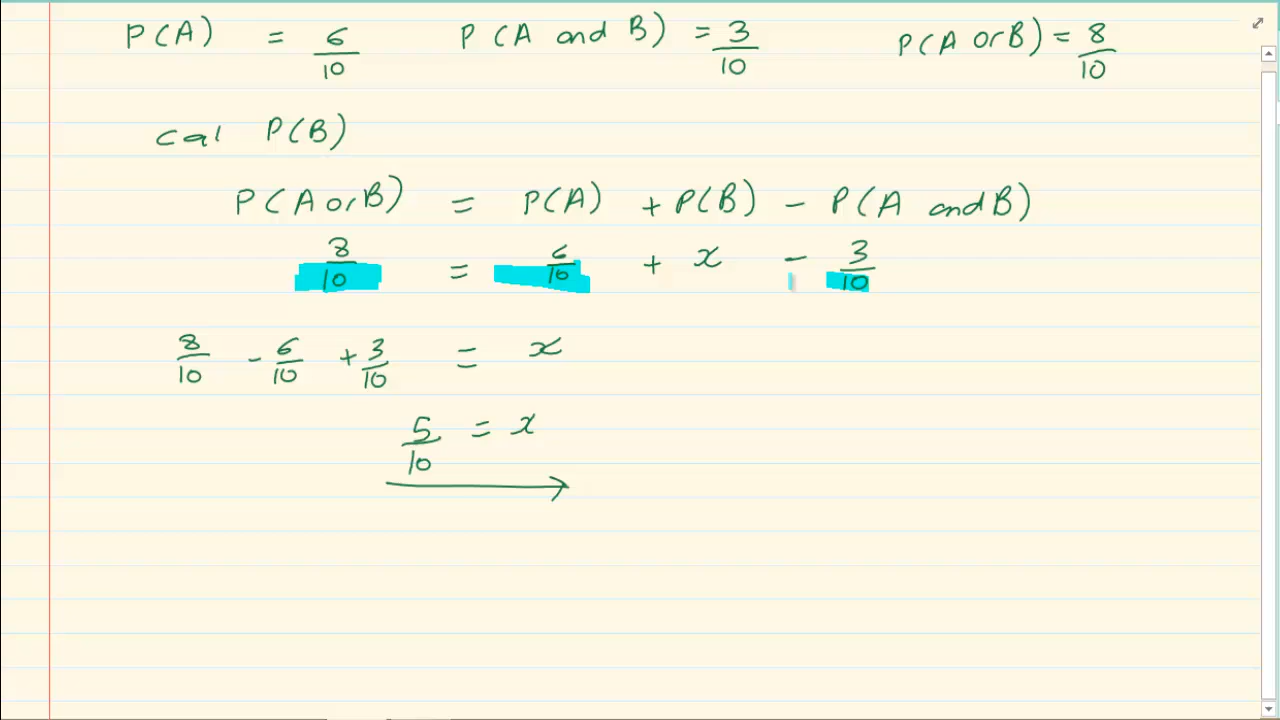 P(A) = 6/10 P(A and B) = 3/10 P(A or B) = 8/10
cal P(B)
P(A or B) = P(A) + P(B) - P(A and B)
8/10 = 6/10 + x - 3/10
8/10 - 6/10 + 3/10 = x
5/10 = x